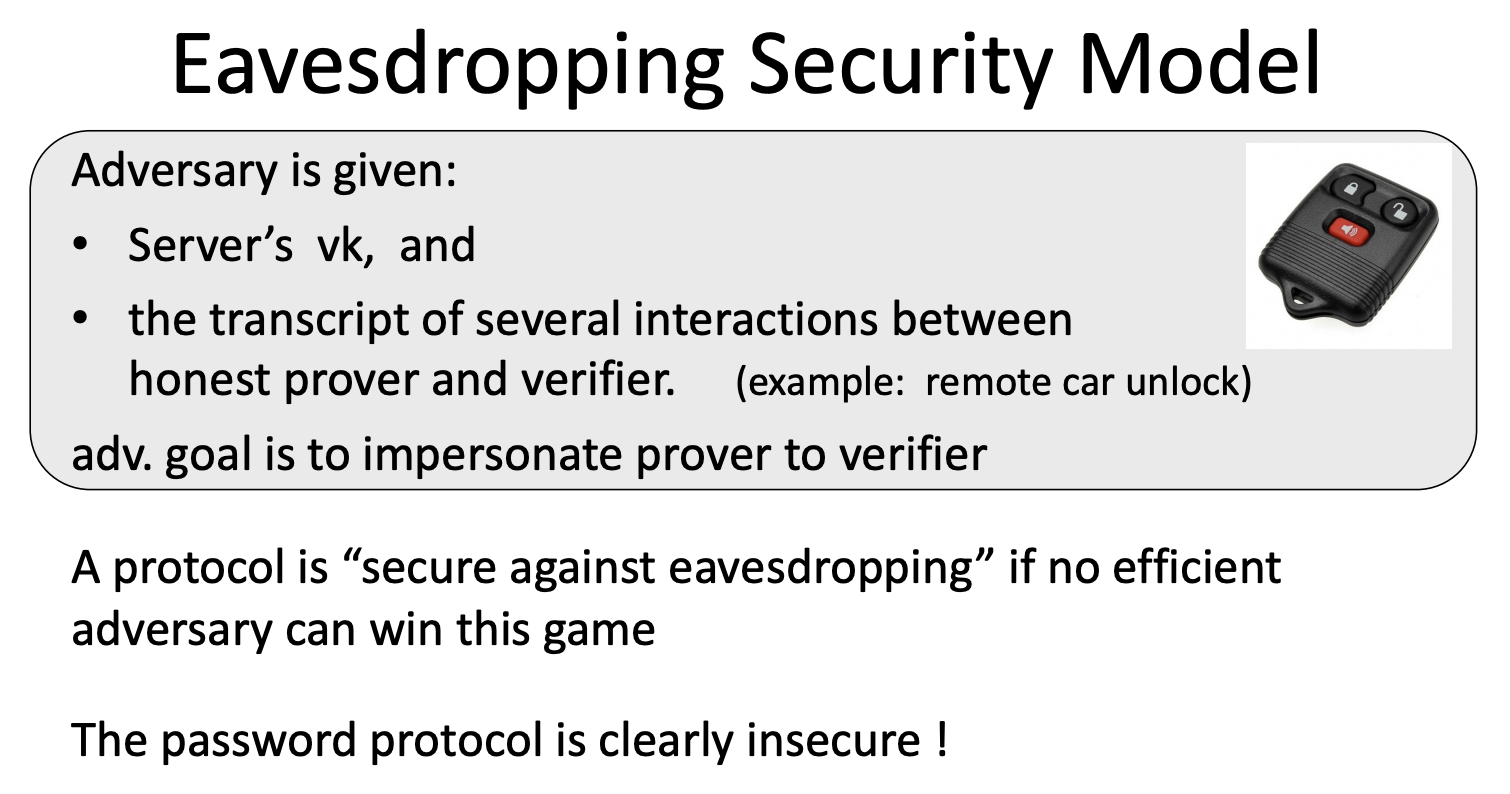 Eavesdropping Security Model
Adversary is given:
• Server’s vk, and
• the transcript of several interactions between
honest prover and verifier. (example: remote car unlock)
adv. goal is to impersonate prover to verifier
A protocol is “secure against eavesdropping” if no efficient
adversary can win this game
The password protocol is clearly insecure !